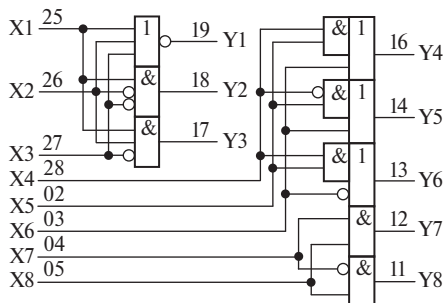 X1 25 1 19 Y1
& 1 16 Y4
X2 26 & 18 Y2
& 1 14 Y5
& 17 Y3
X3 27
X4 28
& 1 13 Y6
X5 02
X6 03
& 12 Y7
X7 04
X8 05
& 11 Y8